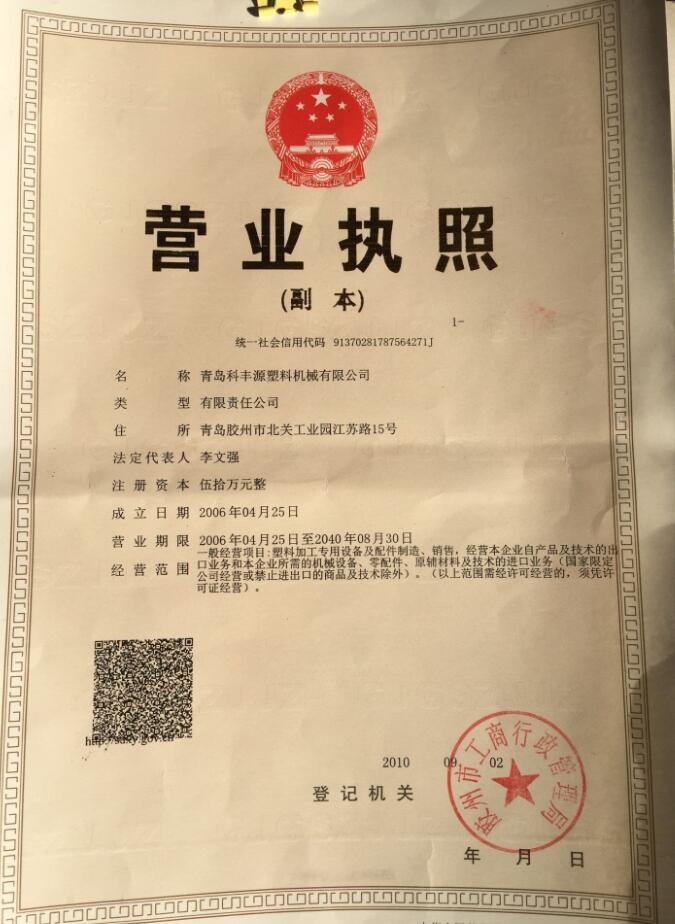 营业执照
(副 本)
1-
统一社会信用代码 91370281787564271J
名 称 青岛科丰源塑料机械有限公司
类 型 有限责任公司
住 所 青岛胶州市北关工业园江苏路15号
法定代表人 李文强
注册资本 伍拾万元整
成立日期 2006年04月25日
营业期限 2006年04月25日至2040年08月30日
经营范围 一般经营项目:塑料加工专用设备及配件制造、销售，经营本企业自产品及技术的出
口业务和本企业所需的机械设备、零配件、原辅材料及技术的进口业务（国家限定
公司经营或禁止进出口的商品及技术除外）。（以上范围需经许可经营的，须凭许
可证经营）。
http://sdxy.gov.cn
2010 09 02
登记机关
胶州市工商行政管理局
年 月 日